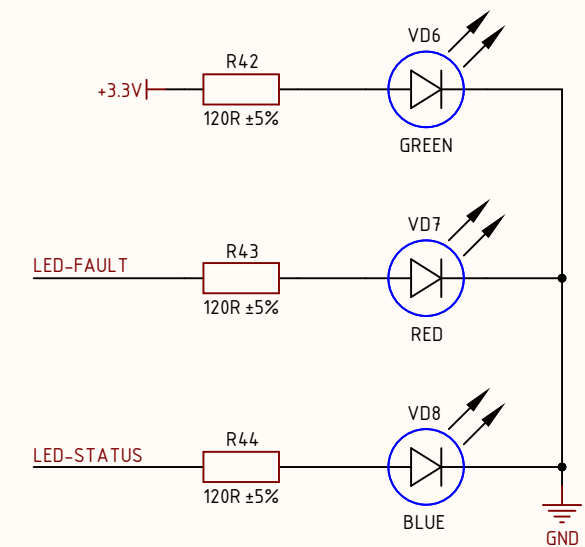 VD6
R42
+3.3V
120R ±5%
GREEN
VD7
R43
LED-FAULT
120R ±5%
RED
VD8
R44
LED-STATUS
120R ±5%
BLUE
GND